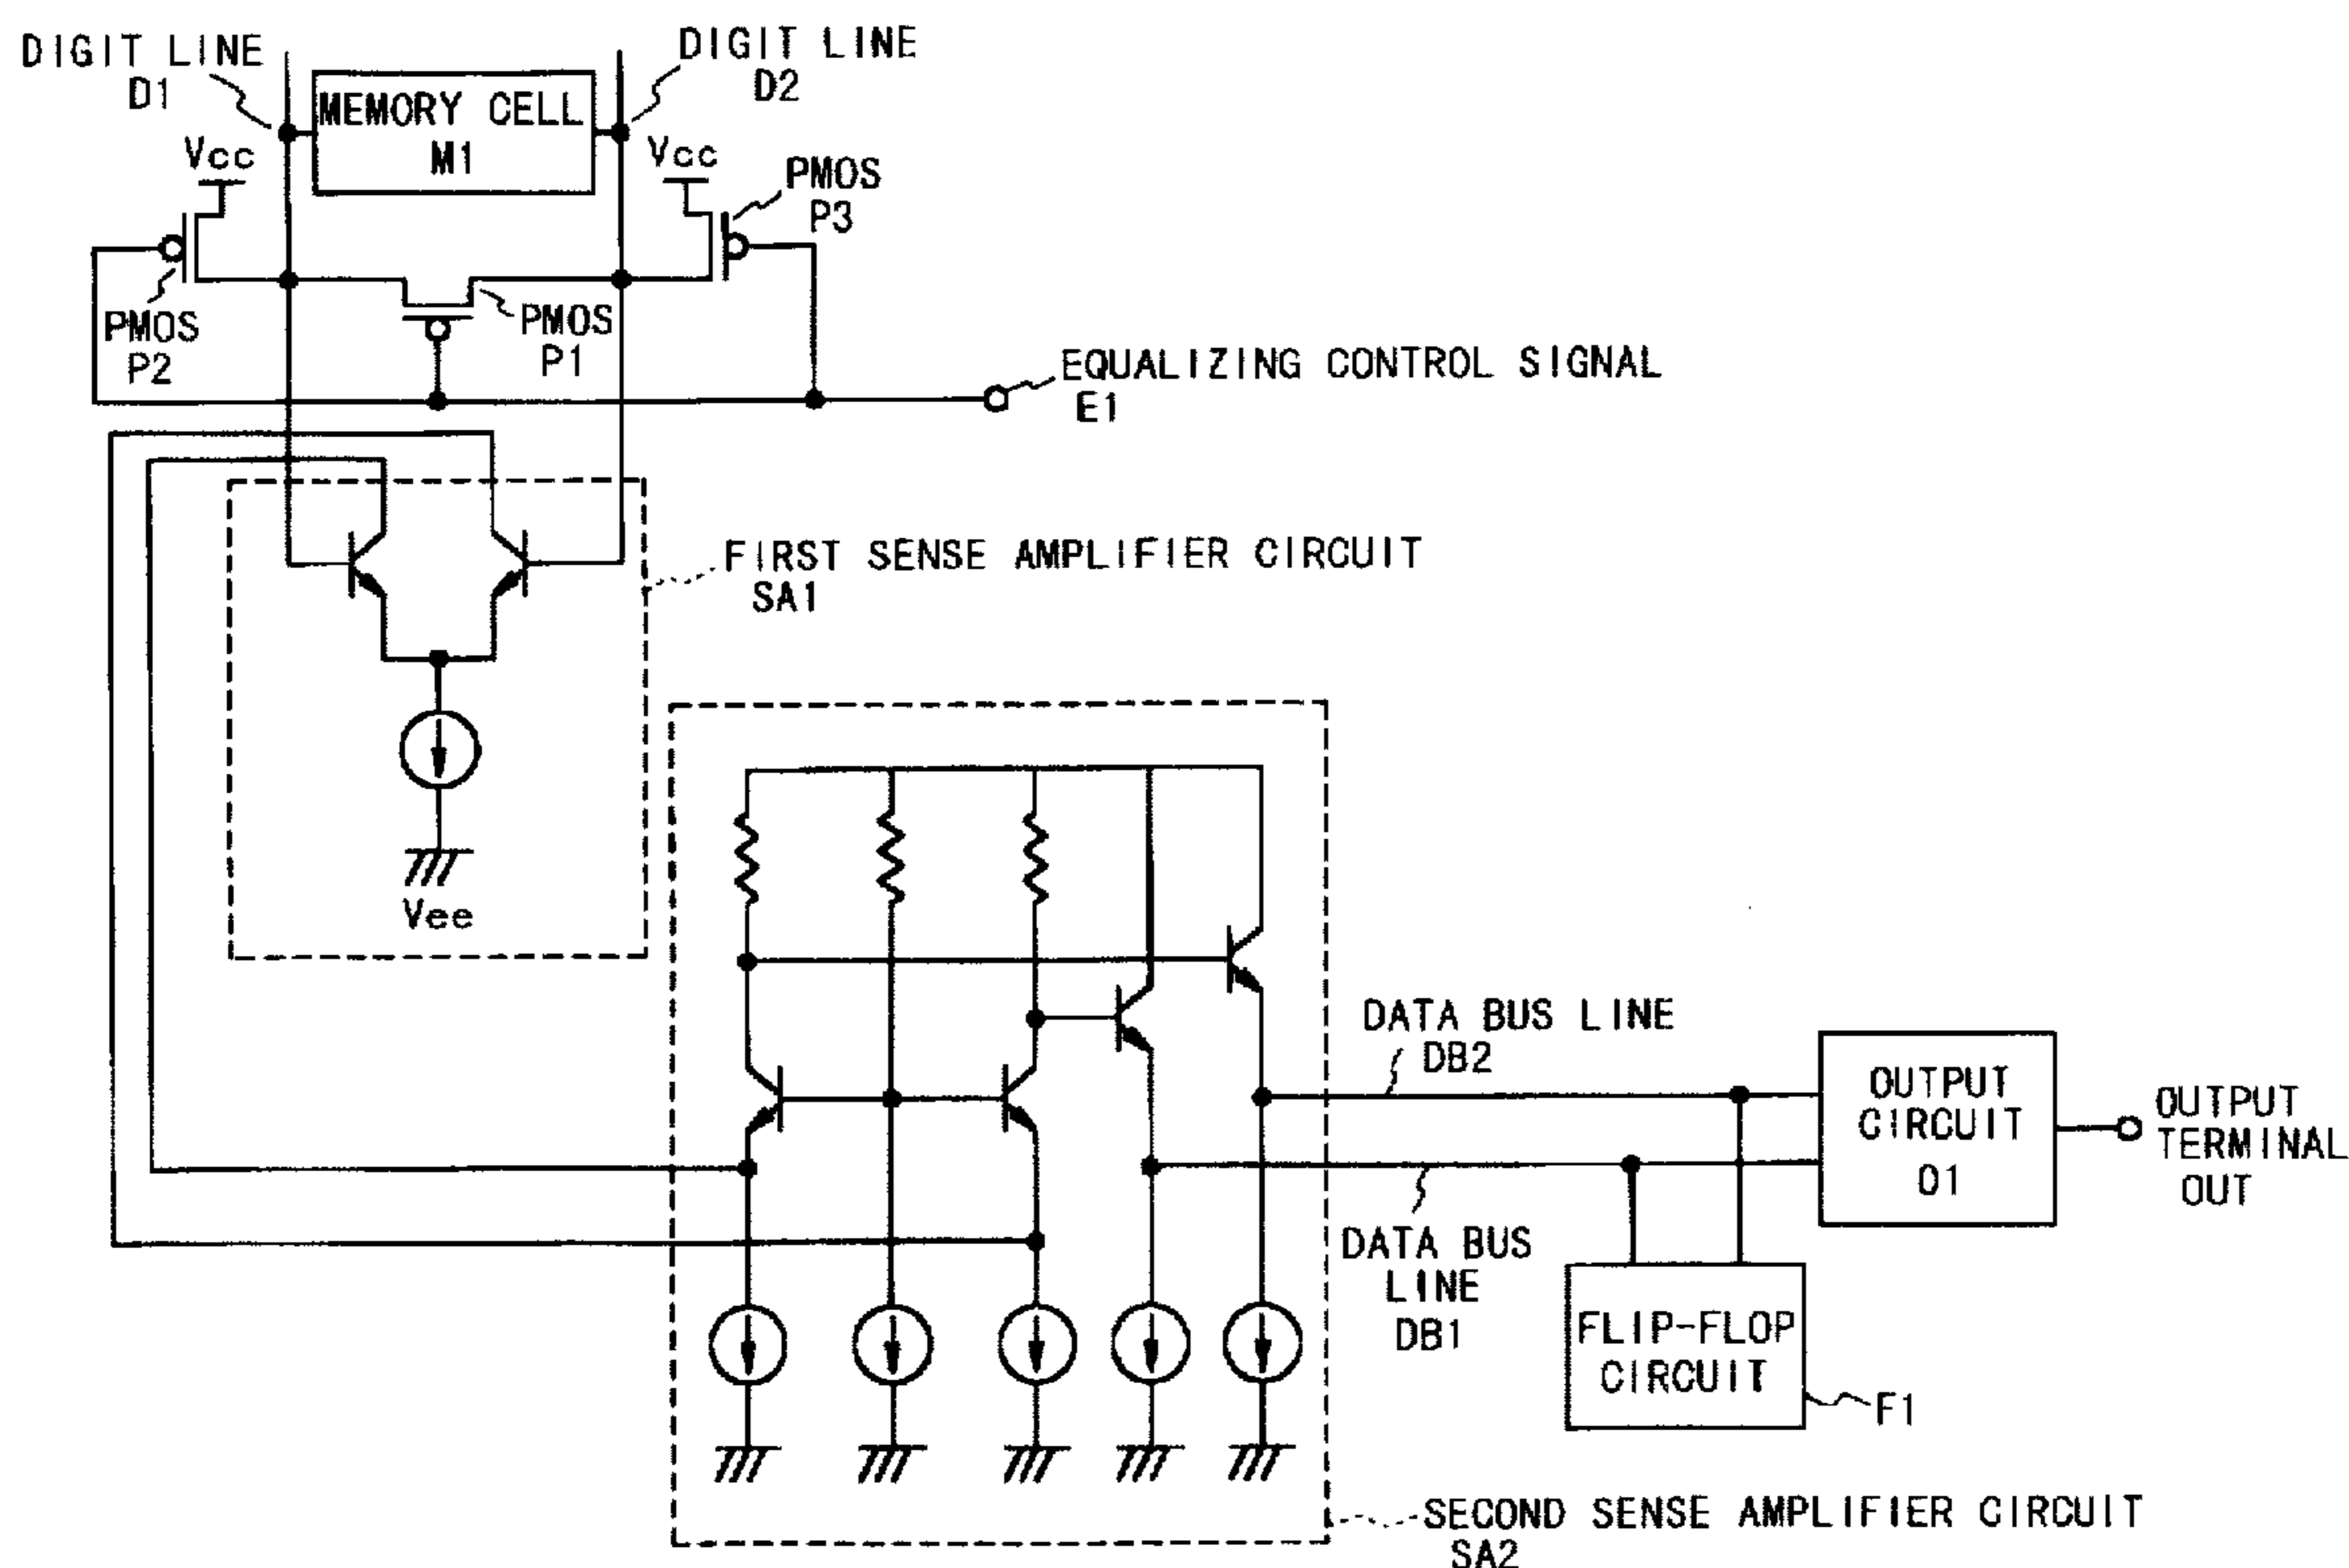 DIGIT LINE
D1
DIGIT LINE
D2
MEMORY CELL
M1
Vcc
Vcc
PMOS
P3
PMOS
P2
PMOS
P1
EQUALIZING CONTROL SIGNAL
E1
FIRST SENSE AMPLIFIER CIRCUIT
SA1
Vee
DATA BUS LINE
DB2
OUTPUT
CIRCUIT
O1
OUTPUT
TERMINAL
OUT
DATA BUS
LINE
DB1
FLIP-FLOP
CIRCUIT
F1
SECOND SENSE AMPLIFIER CIRCUIT
SA2